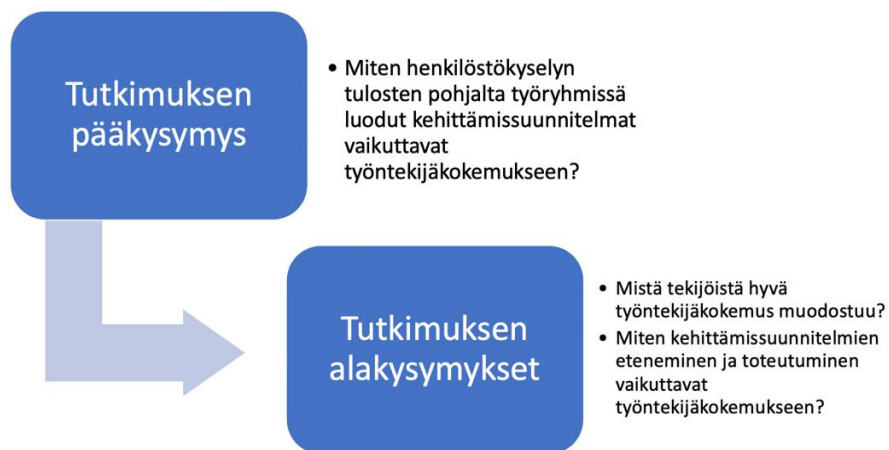 Tutkimuksen
pääkysymys
• Miten henkilöstökyselyn
tulosten pohjalta työryhmissä
luodut kehittämissuunnitelmat
vaikuttavat
työntekijäkokemukseen?
Tutkimuksen
alakysymykset
• Mistä tekijöistä hyvä
työntekijäkokemus muodostuu?
• Miten kehittämissuunnitelmien
eteneminen ja toteutuminen
vaikuttavat
työntekijäkokemukseen?